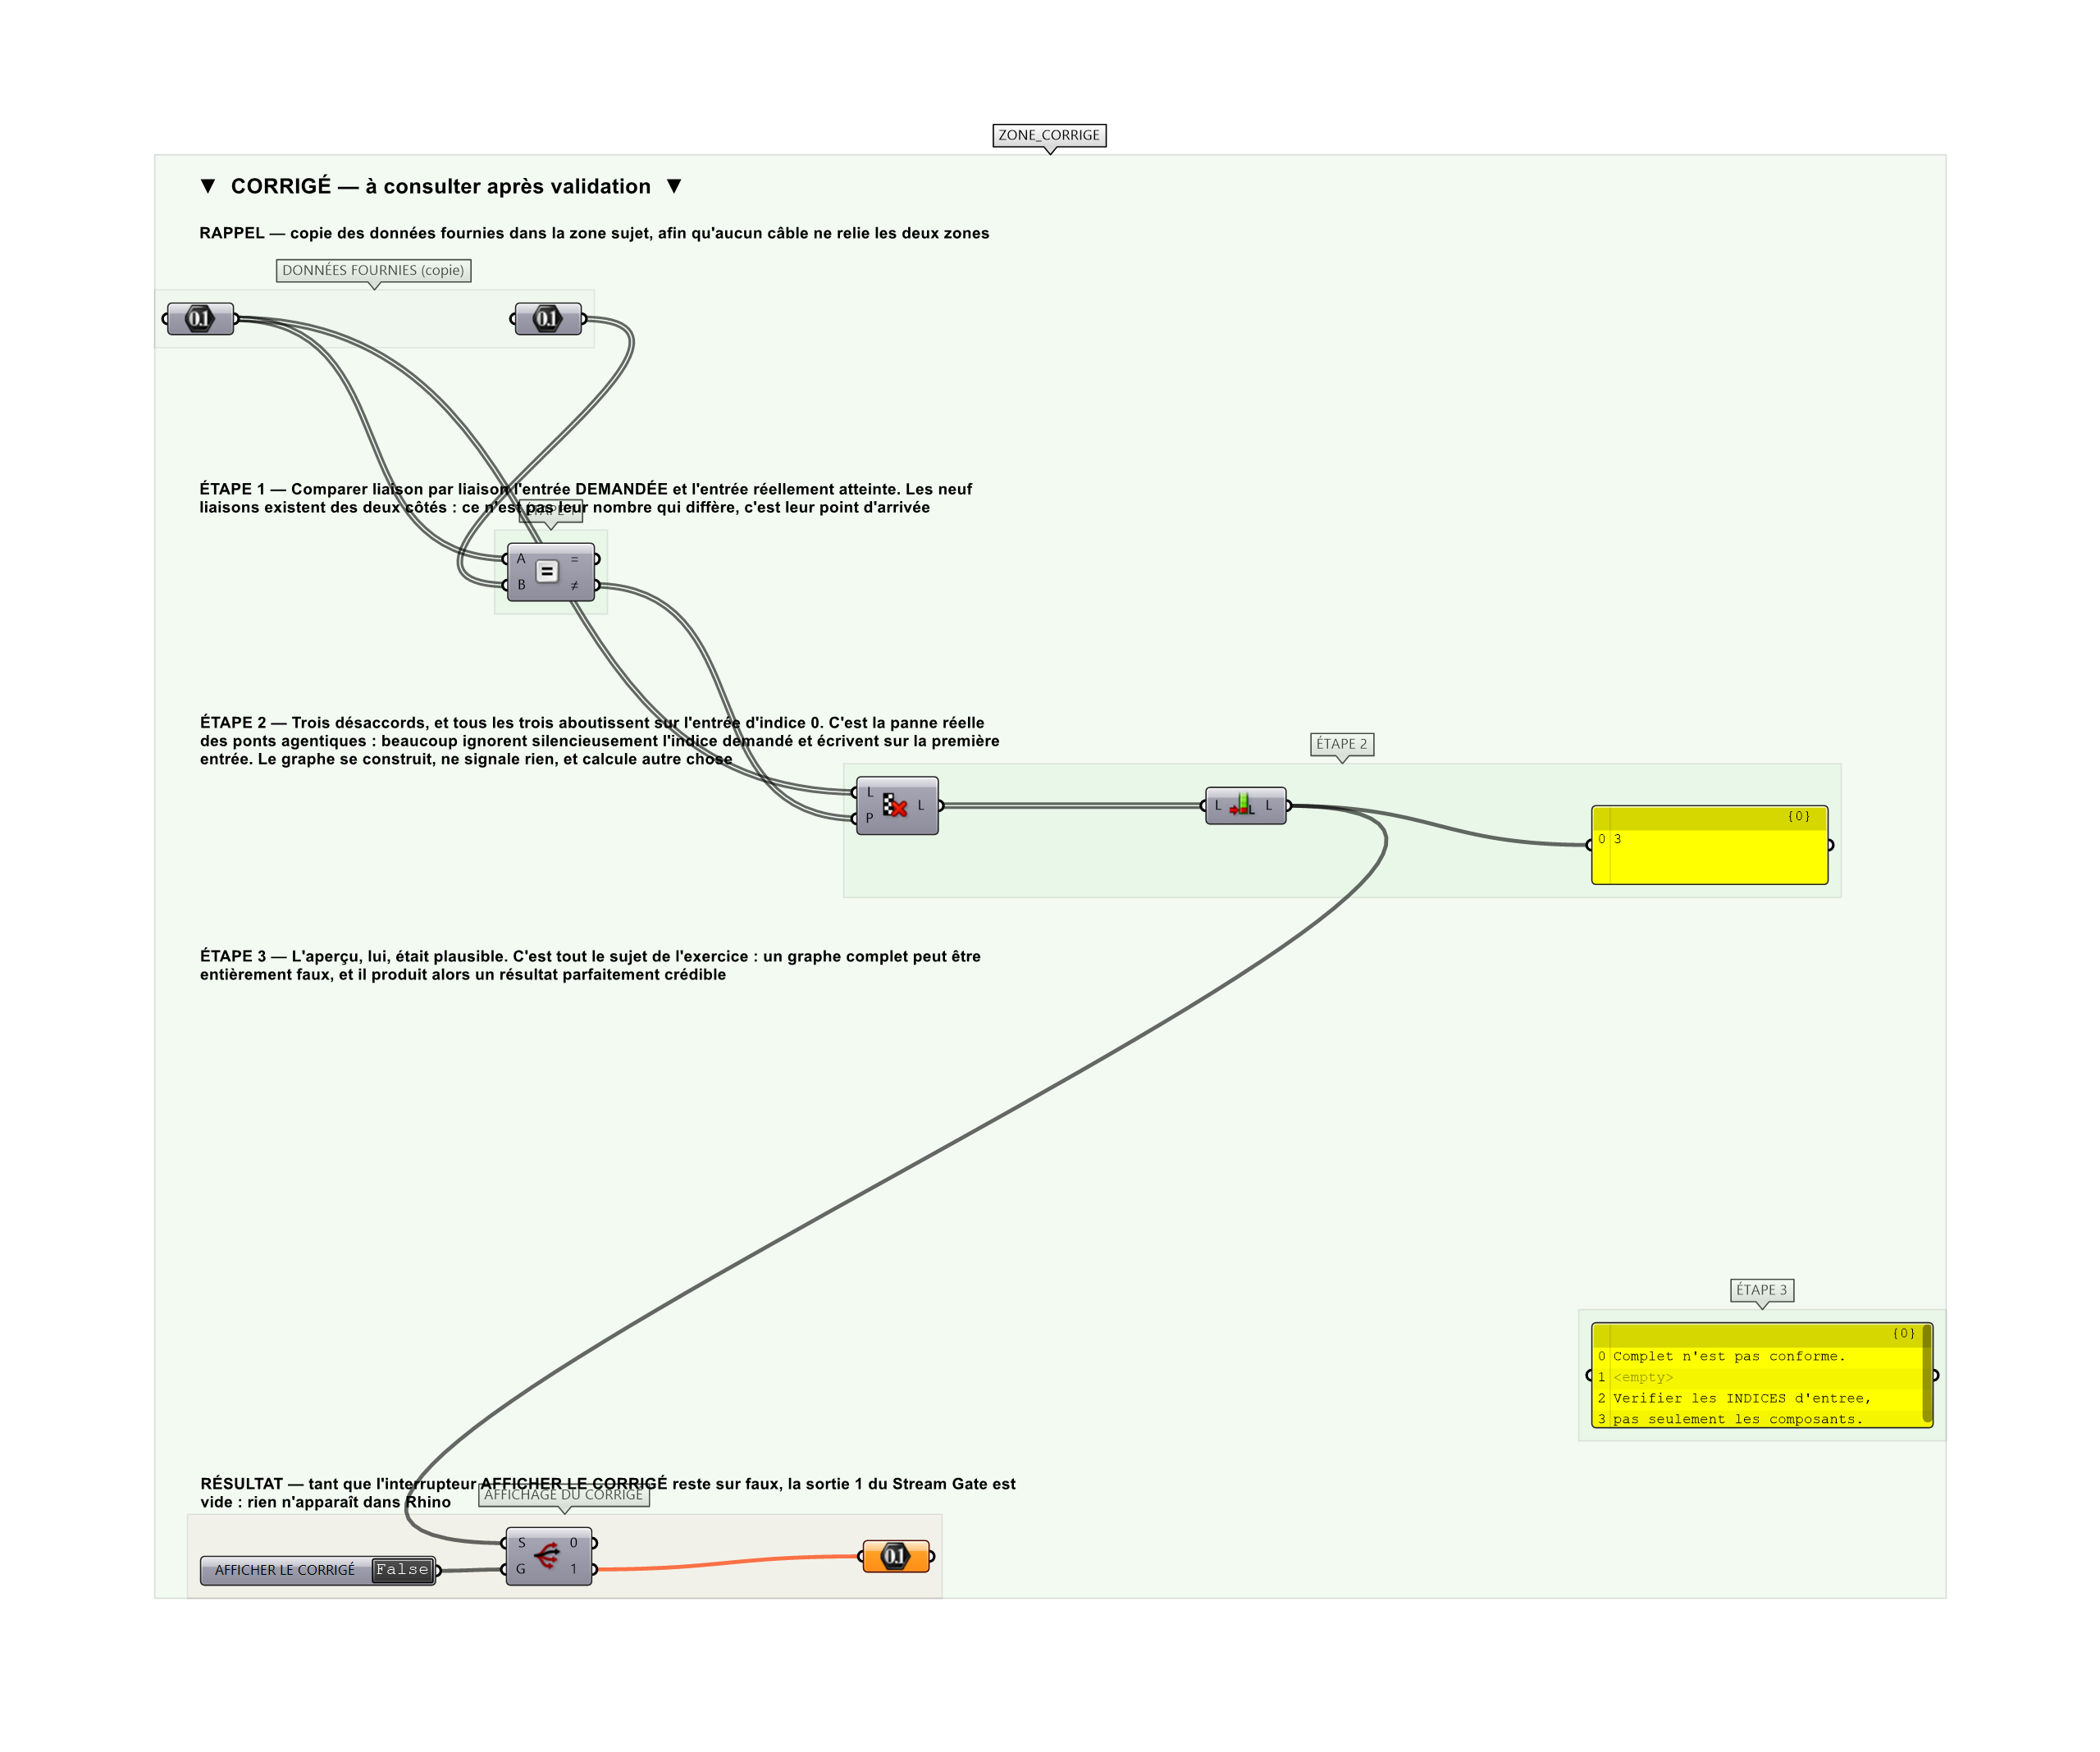 ZONE_CORRIGE
▼ CORRIGÉ — à consulter après validation ▼
RAPPEL — copie des données fournies dans la zone sujet, afin qu'aucun câble ne relie les deux zones
DONNÉES FOURNIES (copie)
0.1
0.1
ÉTAPE 1 — Comparer liaison par liaison l'entrée DEMANDÉE et l'entrée réellement atteinte. Les neuf
liaisons existent des deux côtés : ce n'est pas leur nombre qui diffère, c'est leur point d'arrivée
ÉTAPE 1
A = =
B ≠
ÉTAPE 2 — Trois désaccords, et tous les trois aboutissent sur l'entrée d'indice 0. C'est la panne réelle
des ponts agentiques : beaucoup ignorent silencieusement l'indice demandé et écrivent sur la première
entrée. Le graphe se construit, ne signale rien, et calcule autre chose
ÉTAPE 2
L L
P
L L L
{0}
0 3
ÉTAPE 3 — L'aperçu, lui, était plausible. C'est tout le sujet de l'exercice : un graphe complet peut être
entièrement faux, et il produit alors un résultat parfaitement crédible
ÉTAPE 3
{0}
0 Complet n'est pas conforme.
1 <empty>
2 Verifier les INDICES d'entree,
3 pas seulement les composants.
RÉSULTAT — tant que l'interrupteur AFFICHER LE CORRIGÉ reste sur faux, la sortie 1 du Stream Gate est
vide : rien n'apparaît dans Rhino
AFFICHAGE DU CORRIGÉ
S 0
G 1
AFFICHER LE CORRIGÉ False
0.1